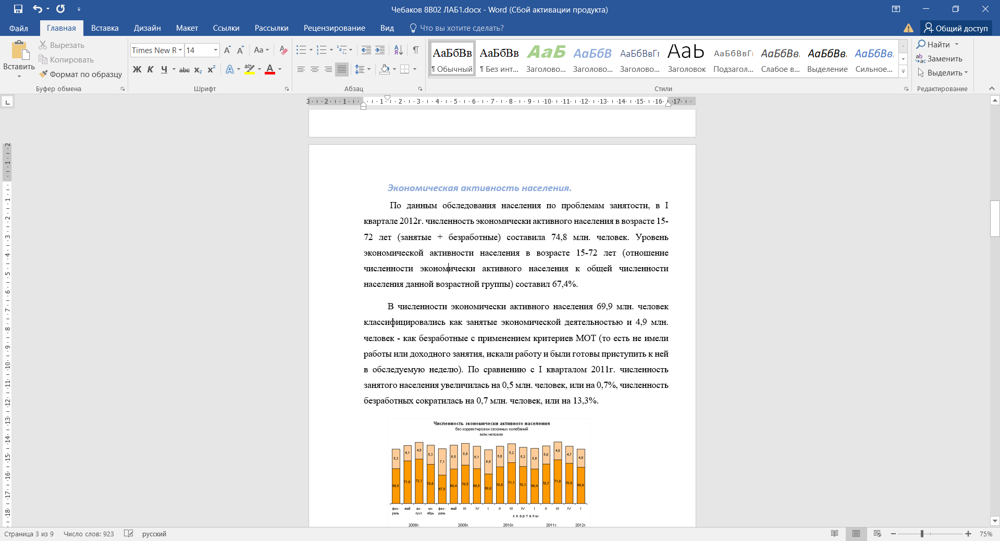 Чебаков 8В02 ЛАБ1.docx - Word (Сбой активации продукта)
Файл Главная Вставка Дизайн Макет Ссылки Рассылки Рецензирование Вид Что вы хотите сделать? Общий доступ
Вставить
Вырезать
Копировать
Формат по образцу
Буфер обмена
Times New R 14
Ж К Ч abc x₂ x²
Шрифт
Абзац
АаБбВв АаБбВв АаБ АаБбВ АаБбВвГг АаЬ АаБбВвГг АаБбВв. АаБбВв. АаБбВв.
¶ Обычный ¶ Без инт... Заголово... Заголово... Заголово... Заголовок Подзагол... Слабое в... Выделение Сильное...
Стили
Найти
Заменить
Выделить
Редактирование
3 2 1 1 2 3 4 5 6 7 8 9 10 11 12 13 14 15 16 17
Экономическая активность населения.
По данным обследования населения по проблемам занятости, в I
квартале 2012г. численность экономически активного населения в возрасте 15-
72 лет (занятые + безработные) составила 74,8 млн. человек. Уровень
экономической активности населения в возрасте 15-72 лет (отношение
численности экономически активного населения к общей численности
населения данной возрастной группы) составил 67,4%.
В численности экономически активного населения 69,9 млн. человек
классифицировались как занятые экономической деятельностью и 4,9 млн.
человек - как безработные с применением критериев МОТ (то есть не имели
работы или доходного занятия, искали работу и были готовы приступить к ней
в обследуемую неделю). По сравнению с I кварталом 2011г. численность
занятого населения увеличилась на 0,5 млн. человек, или на 0,7%, численность
безработных сократилась на 0,7 млн. человек, или на 13,3%.
Численность экономически активного населения
без корректировки сезонных колебаний
млн.человек
5,3 4,1 4,5 5,3 7,1 6,5 5,9 6,1 6,6 5,6 5,2 5,2 5,6 5,0 4,8 4,7 4,9
69,5 71,6 72,1 70,6 67,8 69,4 70,5 69,5 68,0 70,0 71,1 70,1 69,4 70,7 71,9 70,9 69,9
фев- май ав- но- фев- май III IV I II III IV I II III IV I
раль густ ябрь раль
кварталы
2008г. 2009г. 2010г. 2011г. 2012г.
Страница 3 из 9 Число слов: 923 русский 75%